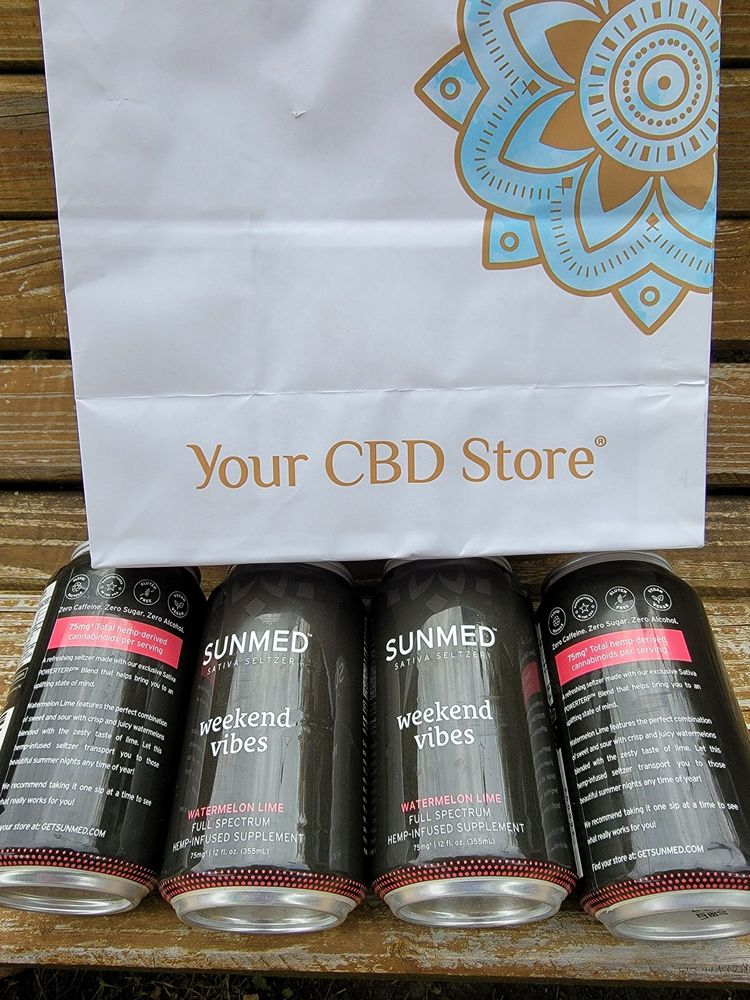 Your CBD Store®
GLUTEN
FREE
Zero Caffeine. Zero Sugar. Zero Alcohol.
75mg† Total hemp-derived
cannabinoids per serving
A refreshing seltzer made with our exclusive Sativa
POWERTERP™ Blend that helps bring you to an
uplifting state of mind.
Watermelon Lime features the perfect combination
of sweet and sour with crisp and juicy watermelons
blended with the zesty taste of lime. Let this
hemp-infused seltzer transport you to those
beautiful summer nights any time of year!
We recommend taking it one sip at a time to see
what really works for you!
your store at: GETSUNMED.COM
SUNMED™
SATIVA SELTZER
weekend
vibes
WATERMELON LIME
FULL SPECTRUM
HEMP-INFUSED SUPPLEMENT
75mg† | 12 fl. oz. (355mL)
SUNMED™
SATIVA SELTZER
weekend
vibes
WATERMELON LIME
FULL SPECTRUM
HEMP-INFUSED SUPPLEMENT
75mg† | 12 fl. oz. (355mL)
GLUTEN
FREE
Zero Caffeine. Zero Sugar. Zero Alcohol.
75mg† Total hemp-derived
cannabinoids per serving
A refreshing seltzer made with our exclusive Sativa
POWERTERP™ Blend that helps bring you to an
uplifting state of mind.
Watermelon Lime features the perfect combination
of sweet and sour with crisp and juicy watermelons
blended with the zesty taste of lime. Let this
hemp-infused seltzer transport you to those
beautiful summer nights any time of year!
We recommend taking it one sip at a time to see
what really works for you!
Find your store at: GETSUNMED.COM